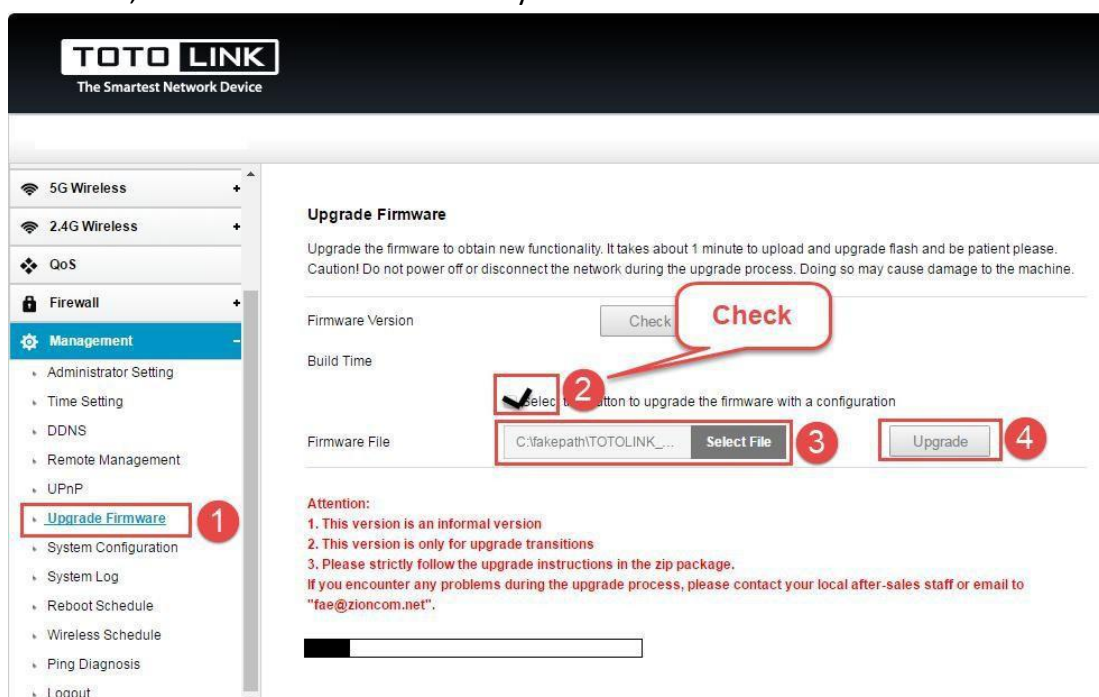 TOTO LINK
The Smartest Network Device
5G Wireless +
2.4G Wireless +
QoS
Firewall +
Management -
Administrator Setting
Time Setting
DDNS
Remote Management
UPnP
Upgrade Firmware
1
System Configuration
System Log
Reboot Schedule
Wireless Schedule
Ping Diagnosis
Logout
Upgrade Firmware
Upgrade the firmware to obtain new functionality. It takes about 1 minute to upload and upgrade flash and be patient please.
Caution! Do not power off or disconnect the network during the upgrade process. Doing so may cause damage to the machine.
Firmware Version
Check
Check
Build Time
2
Select button to upgrade the firmware with a configuration
Firmware File
C:\fakepath\TOTOLINK_...
Select File
3
Upgrade
4
Attention:
1. This version is an informal version
2. This version is only for upgrade transitions
3. Please strictly follow the upgrade instructions in the zip package.
If you encounter any problems during the upgrade process, please contact your local after-sales staff or email to
"fae@zioncom.net".